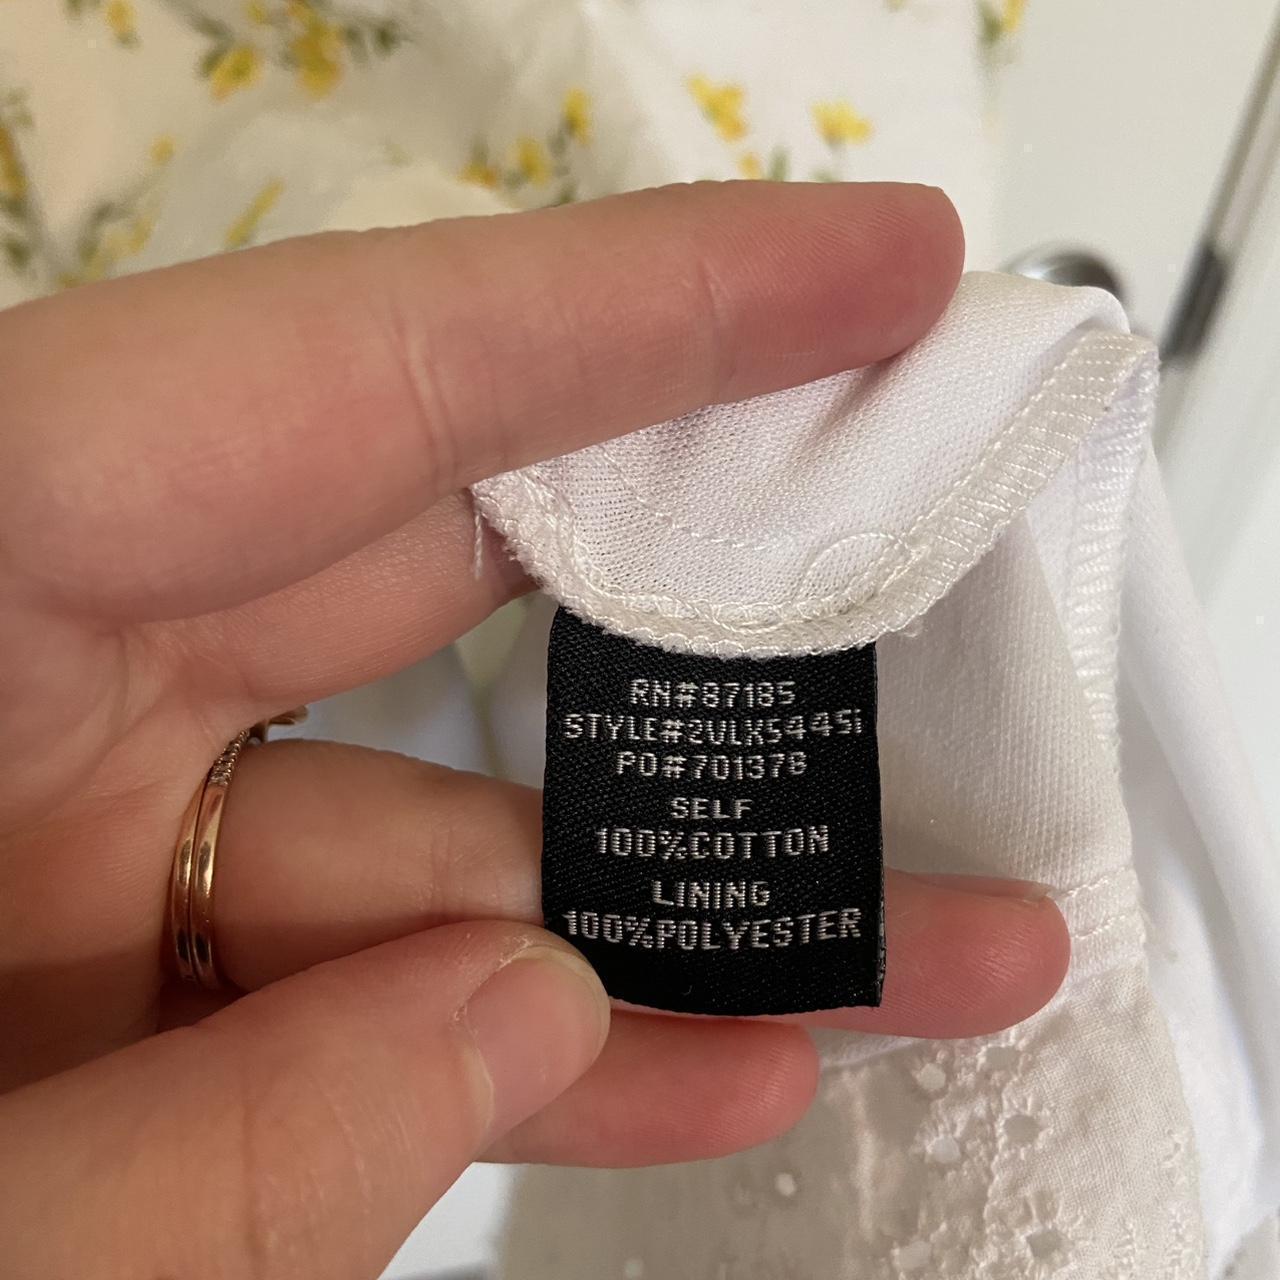 RN#87185
STYLE#2VLK5445i
PO#701378
SELF
100%COTTON
LINING
100%POLYESTER